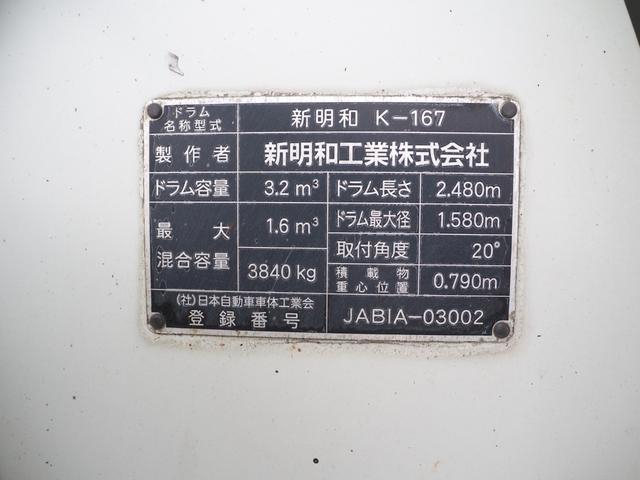 ドラム
名称型式 新明和 K-167
製作者 新明和工業株式会社
ドラム容量 3.2 m³ ドラム長さ 2.480m
最大
混合容量 1.6 m³ ドラム最大径 1.580m
3840 kg 取付角度 20°
積載物
重心位置 0.790m
(社)日本自動車車体工業会
登録番号 JABIA-03002